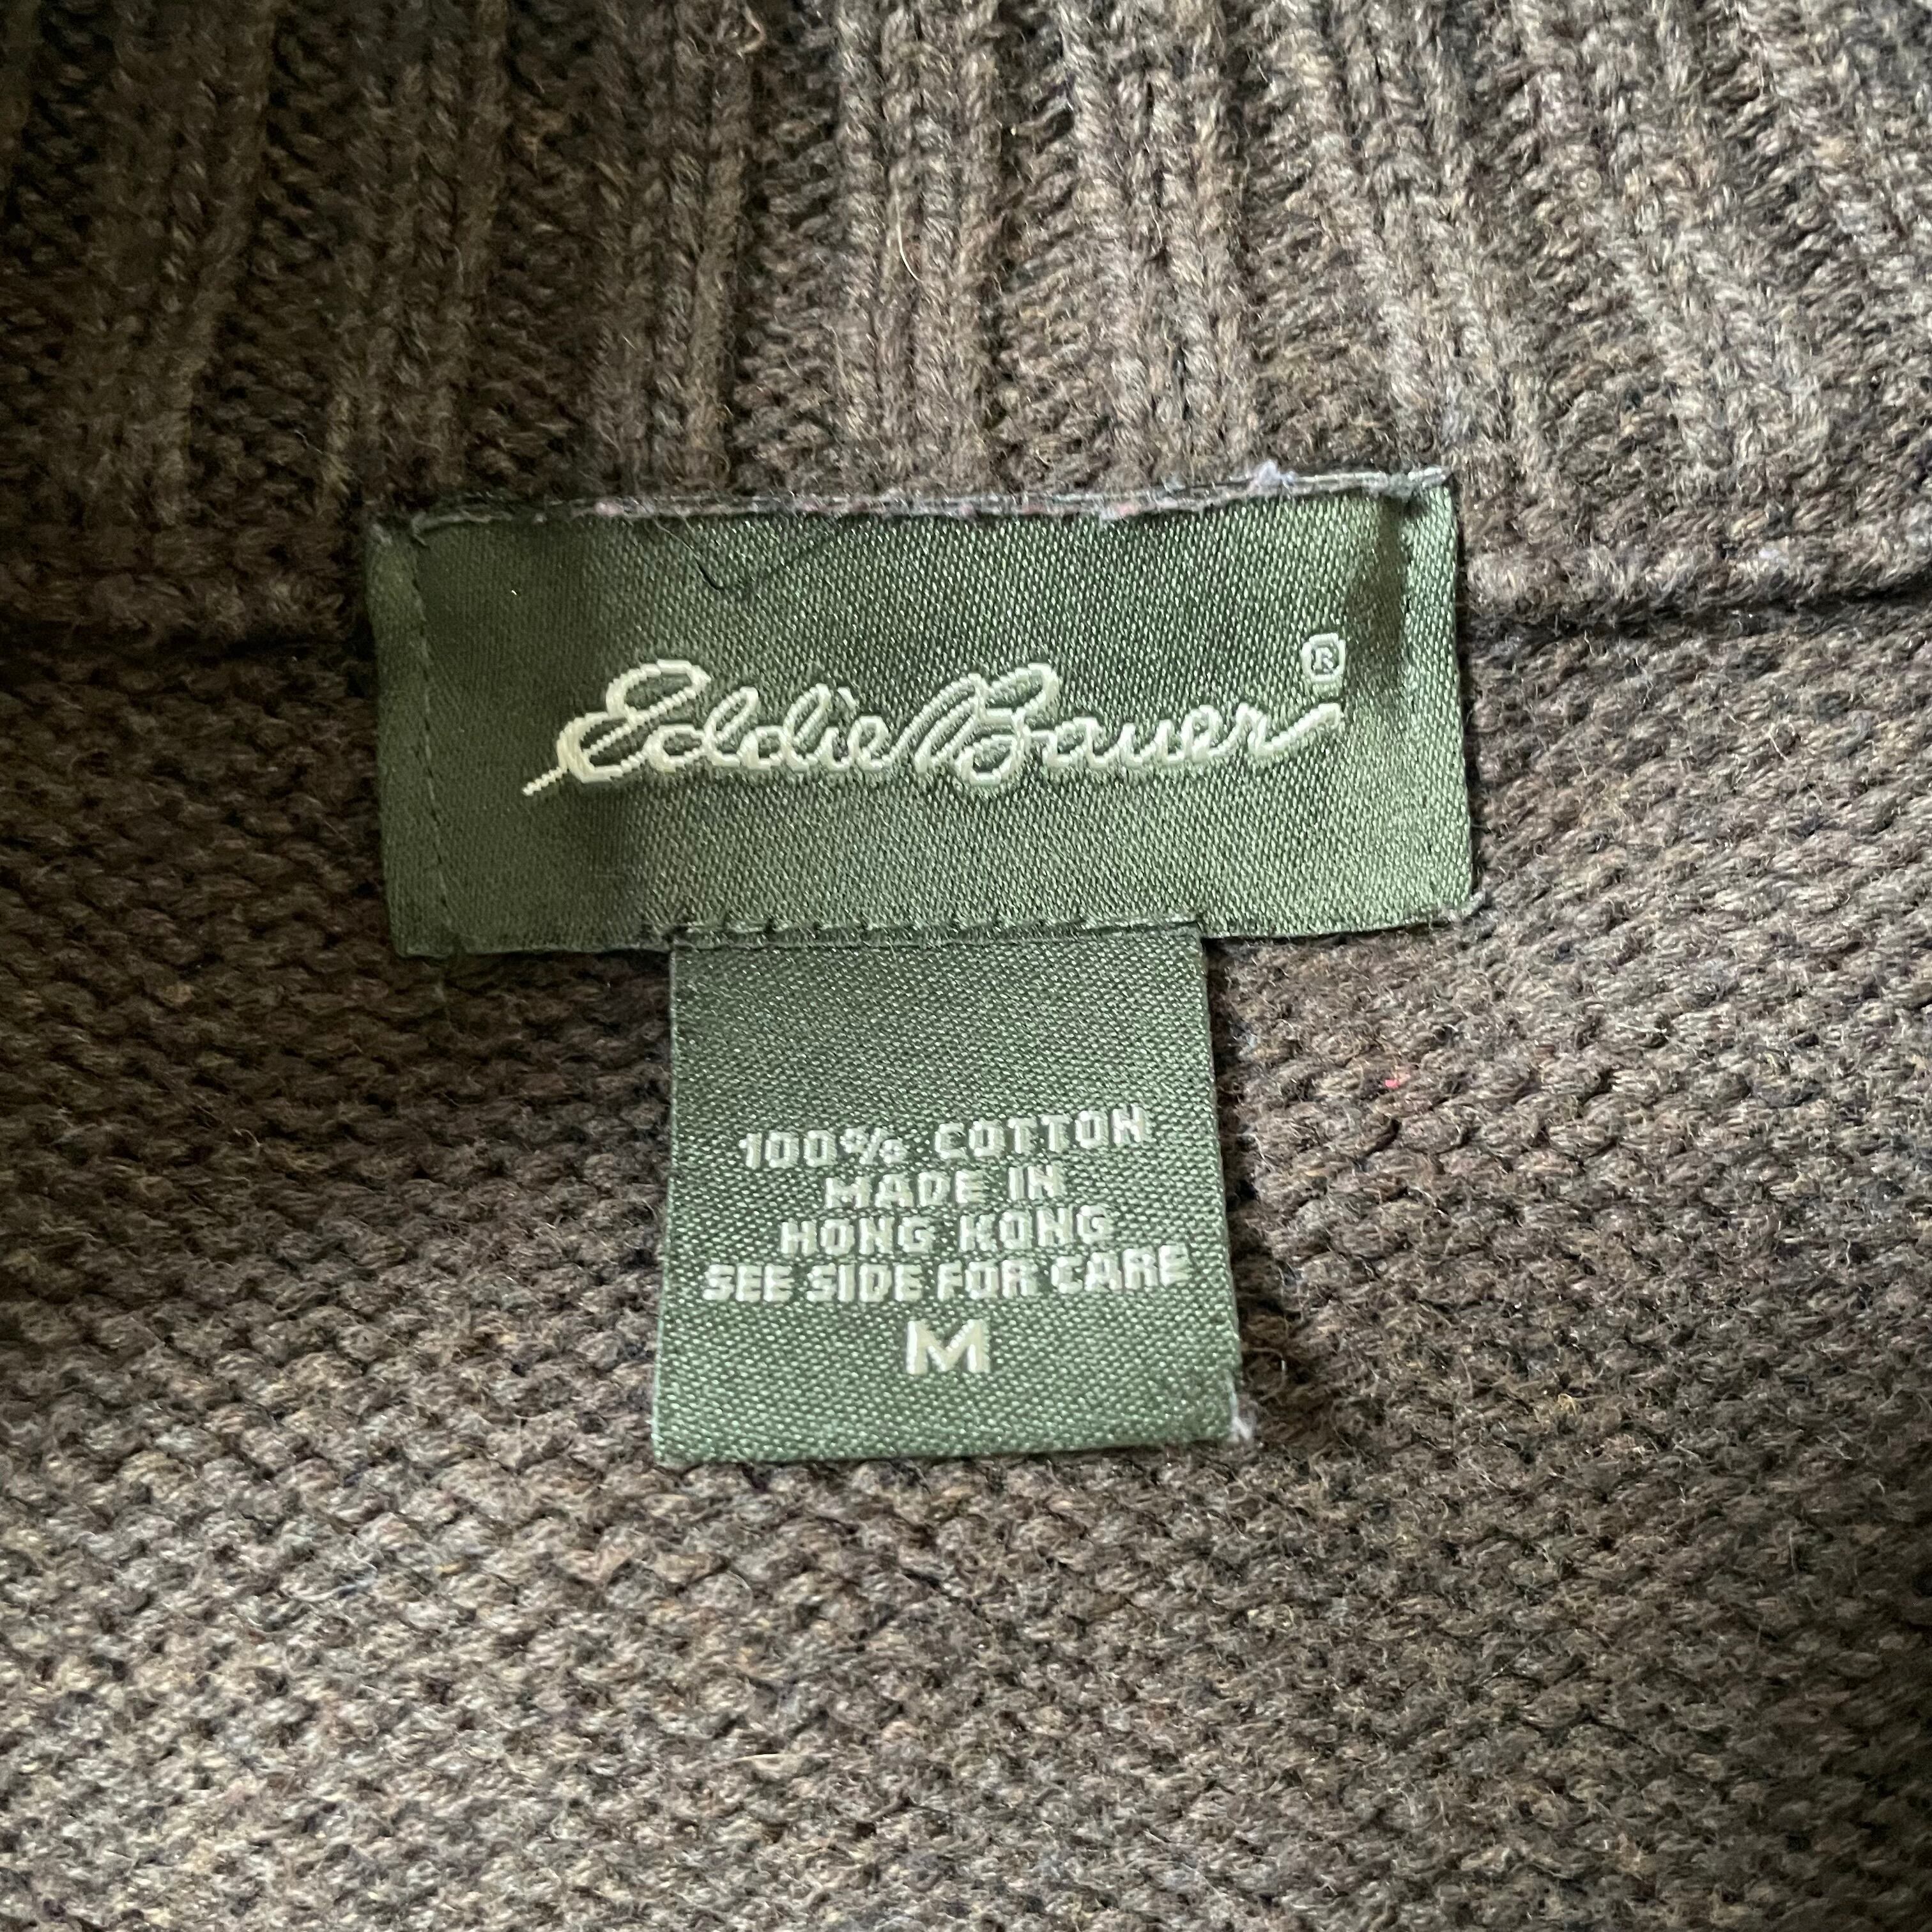 Eddie Bauer®
100% COTTON
MADE IN
HONG KONG
SEE SIDE FOR CARE
M